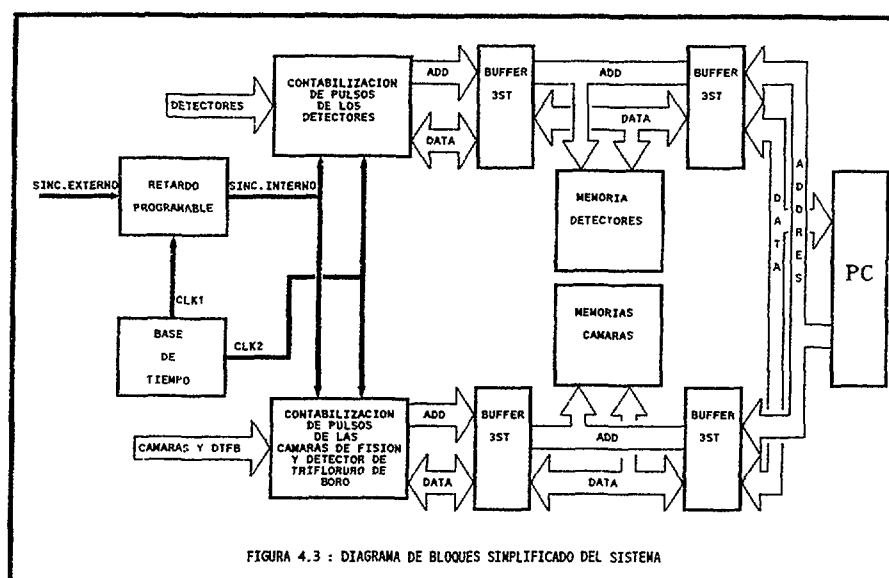 CONTABILIZACION
DE PULSOS
DE LOS
DETECTORES
DETECTORES
ADD
DATA
BUFFER
3ST
ADD
DATA
BUFFER
3ST
SINC.EXTERNO
RETARDO
PROGRAMABLE
SINC.INTERNO
MEMORIA
DETECTORES
DATA
ADDRES
PC
CLK1
BASE
DE
TIEMPO
CLK2
MEMORIAS
CAMARAS
CAMARAS Y DTFB
CONTABILIZACION
DE PULSOS
DE LAS
CAMARAS DE FISION
Y DETECTOR DE
TRIFLORURO DE
BORO
ADD
DATA
BUFFER
3ST
ADD
DATA
BUFFER
3ST
FIGURA 4.3 : DIAGRAMA DE BLOQUES SIMPLIFICADO DEL SISTEMA